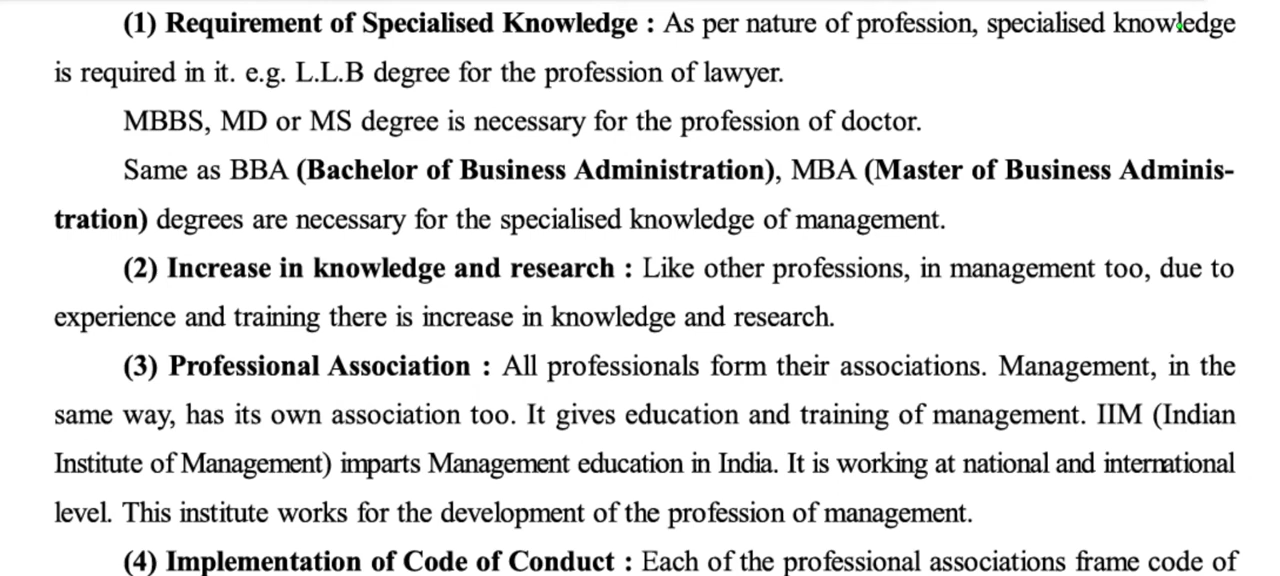 (1) Requirement of Specialised Knowledge : As per nature of profession, specialised knowledge
is required in it. e.g. L.L.B degree for the profession of lawyer.
MBBS, MD or MS degree is necessary for the profession of doctor.
Same as BBA (Bachelor of Business Administration), MBA (Master of Business Adminis-
tration) degrees are necessary for the specialised knowledge of management.
(2) Increase in knowledge and research : Like other professions, in management too, due to
experience and training there is increase in knowledge and research.
(3) Professional Association : All professionals form their associations. Management, in the
same way, has its own association too. It gives education and training of management. IIM (Indian
Institute of Management) imparts Management education in India. It is working at national and international
level. This institute works for the development of the profession of management.
(4) Implementation of Code of Conduct : Each of the professional associations frame code of